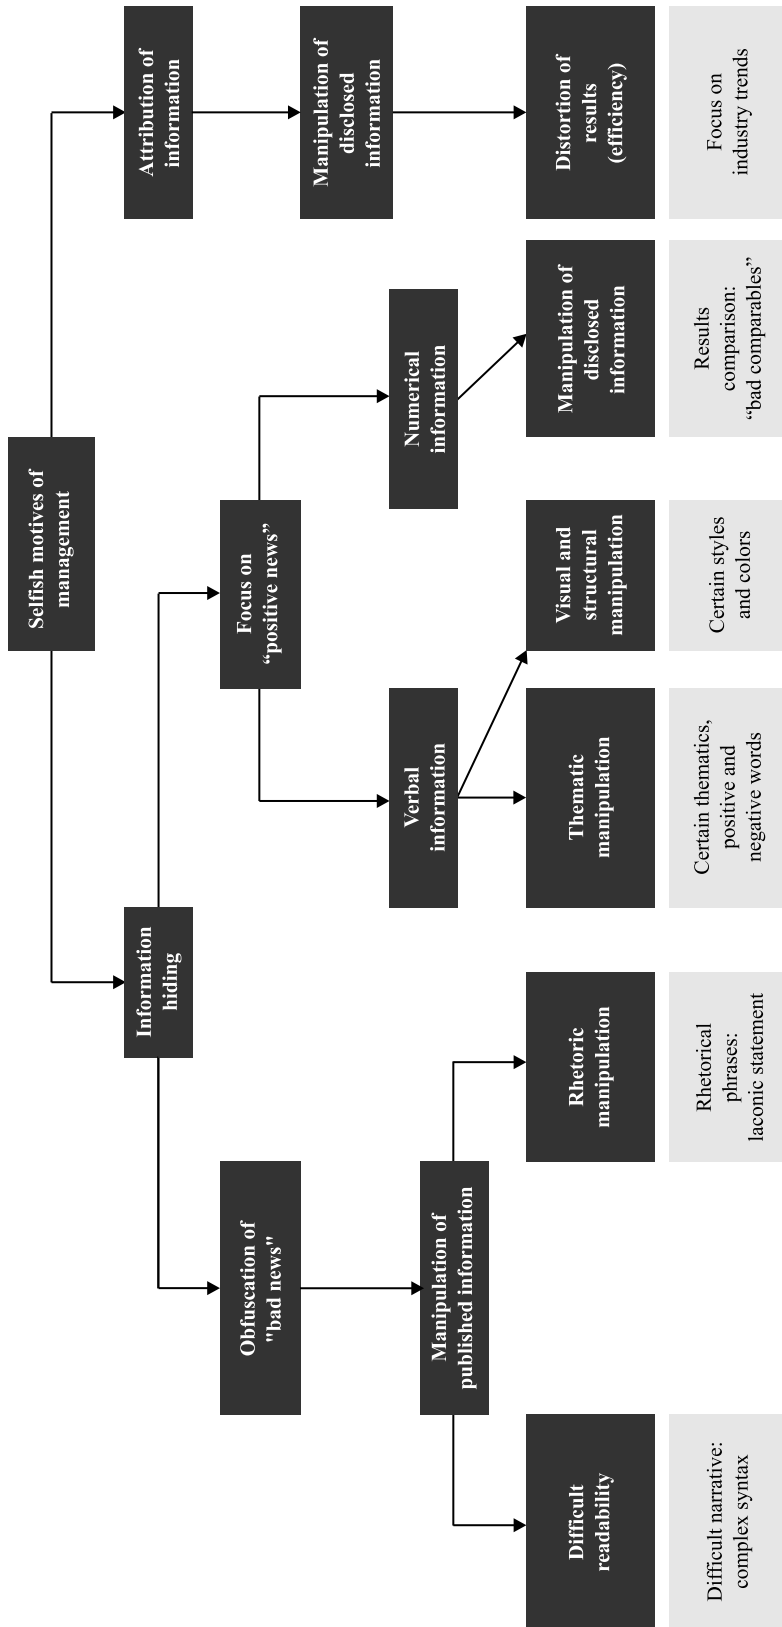 Selfish motives of
management
Information
hiding
Attribution of
information
Obfuscation of
"bad news"
Focus on
“positive news”
Manipulation of
disclosed
information
Verbal
information
Numerical
information
Manipulation of
published information
Difficult
readability
Rhetoric
manipulation
Thematic
manipulation
Visual and
structural
manipulation
Manipulation of
disclosed
information
Distortion of
results
(efficiency)
Difficult narrative:
complex syntax
Rhetorical
phrases:
laconic statement
Certain thematics,
positive and
negative words
Certain styles
and colors
Results
comparison:
“bad comparables”
Focus on
industry trends